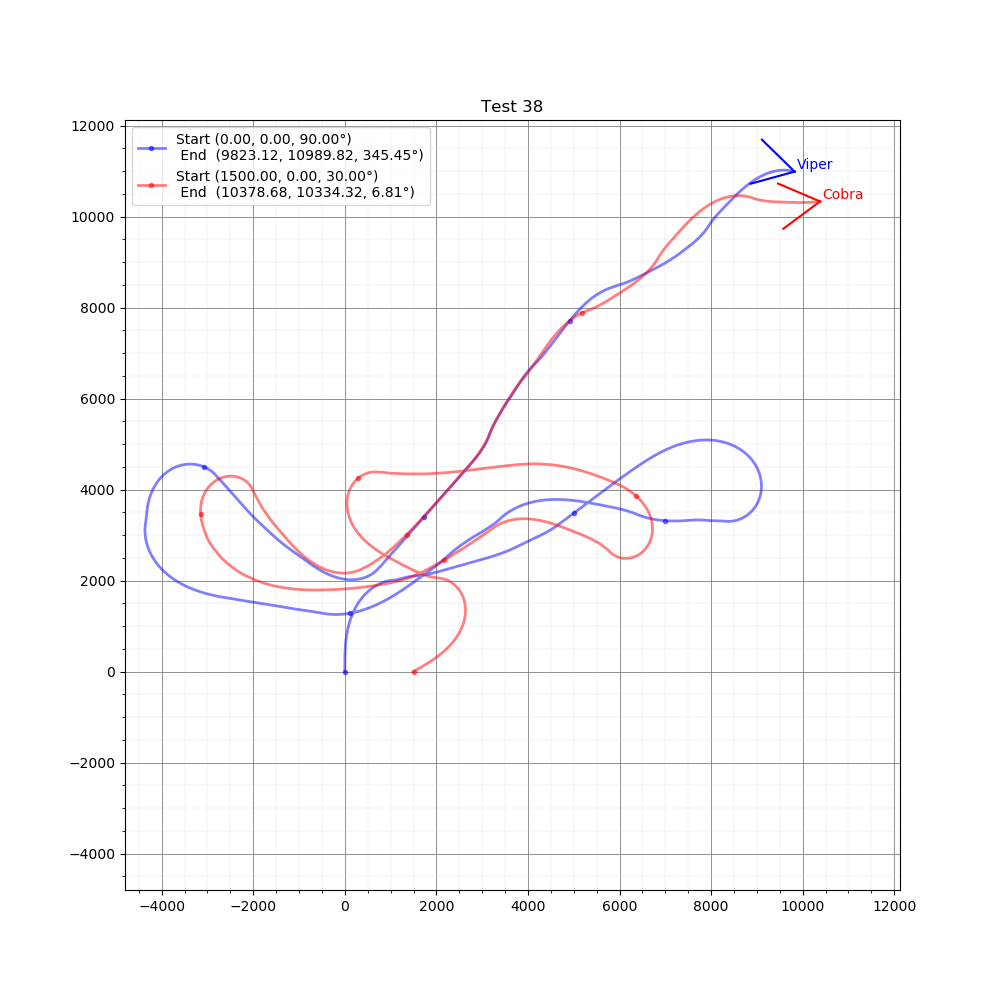 Test 38
Start (0.00, 0.00, 90.00°)
End (9823.12, 10989.82, 345.45°)
Start (1500.00, 0.00, 30.00°)
End (10378.68, 10334.32, 6.81°)
Viper
Cobra
12000
10000
8000
6000
4000
2000
0
−2000
−4000
−4000 −2000 0 2000 4000 6000 8000 10000 12000